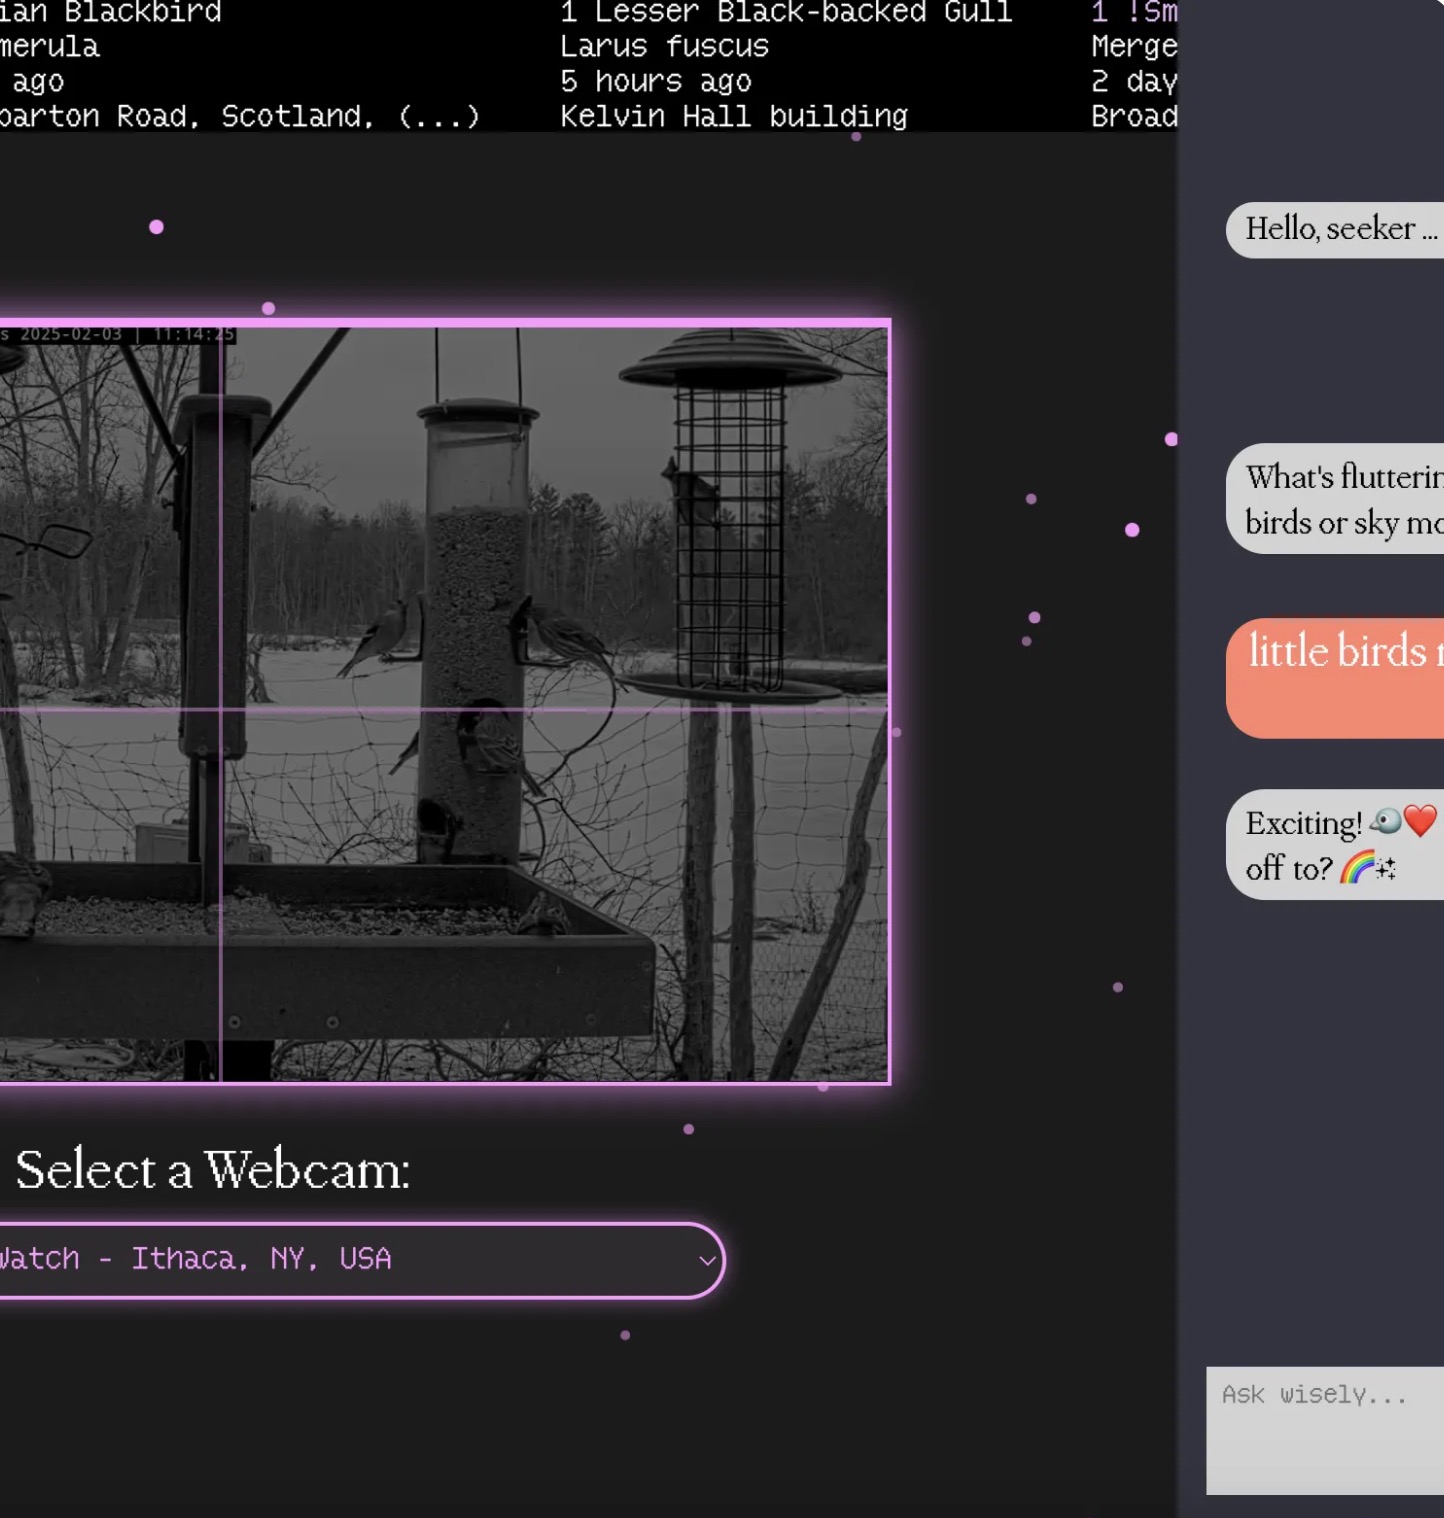 ian Blackbird
merula
ago
barton Road, Scotland, (...)
1 Lesser Black-backed Gull
Larus fuscus
5 hours ago
Kelvin Hall building
1 !Sm
Merge
2 day
Broad
s 2025-02-03 | 11:14:25
Select a Webcam:
Watch - Ithaca, NY, USA
Hello, seeker ...
What's flutterin
birds or sky mo
little birds r
Exciting! 🐦❤️
off to? 🌈✨
Ask wisely...